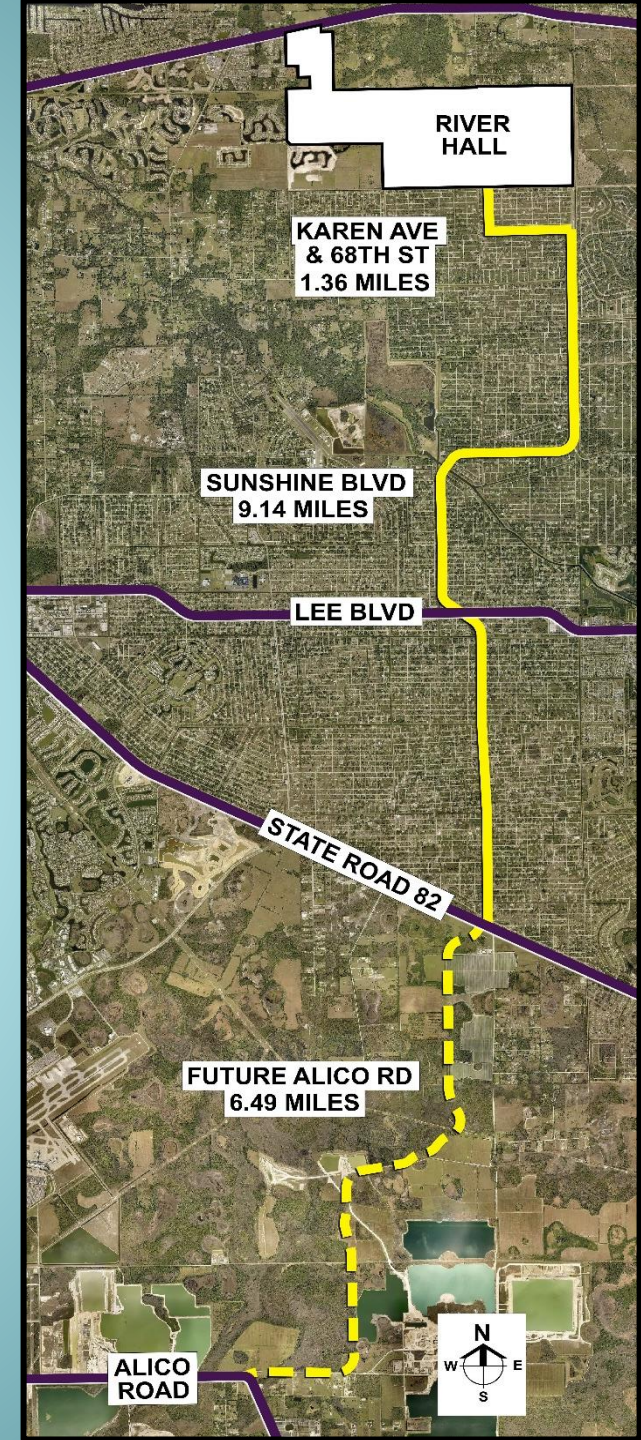 RIVER
HALL
KAREN AVE
& 68TH ST
1.36 MILES
SUNSHINE BLVD
9.14 MILES
LEE BLVD
STATE ROAD 82
FUTURE ALICO RD
6.49 MILES
ALICO
ROAD
N
W E
S